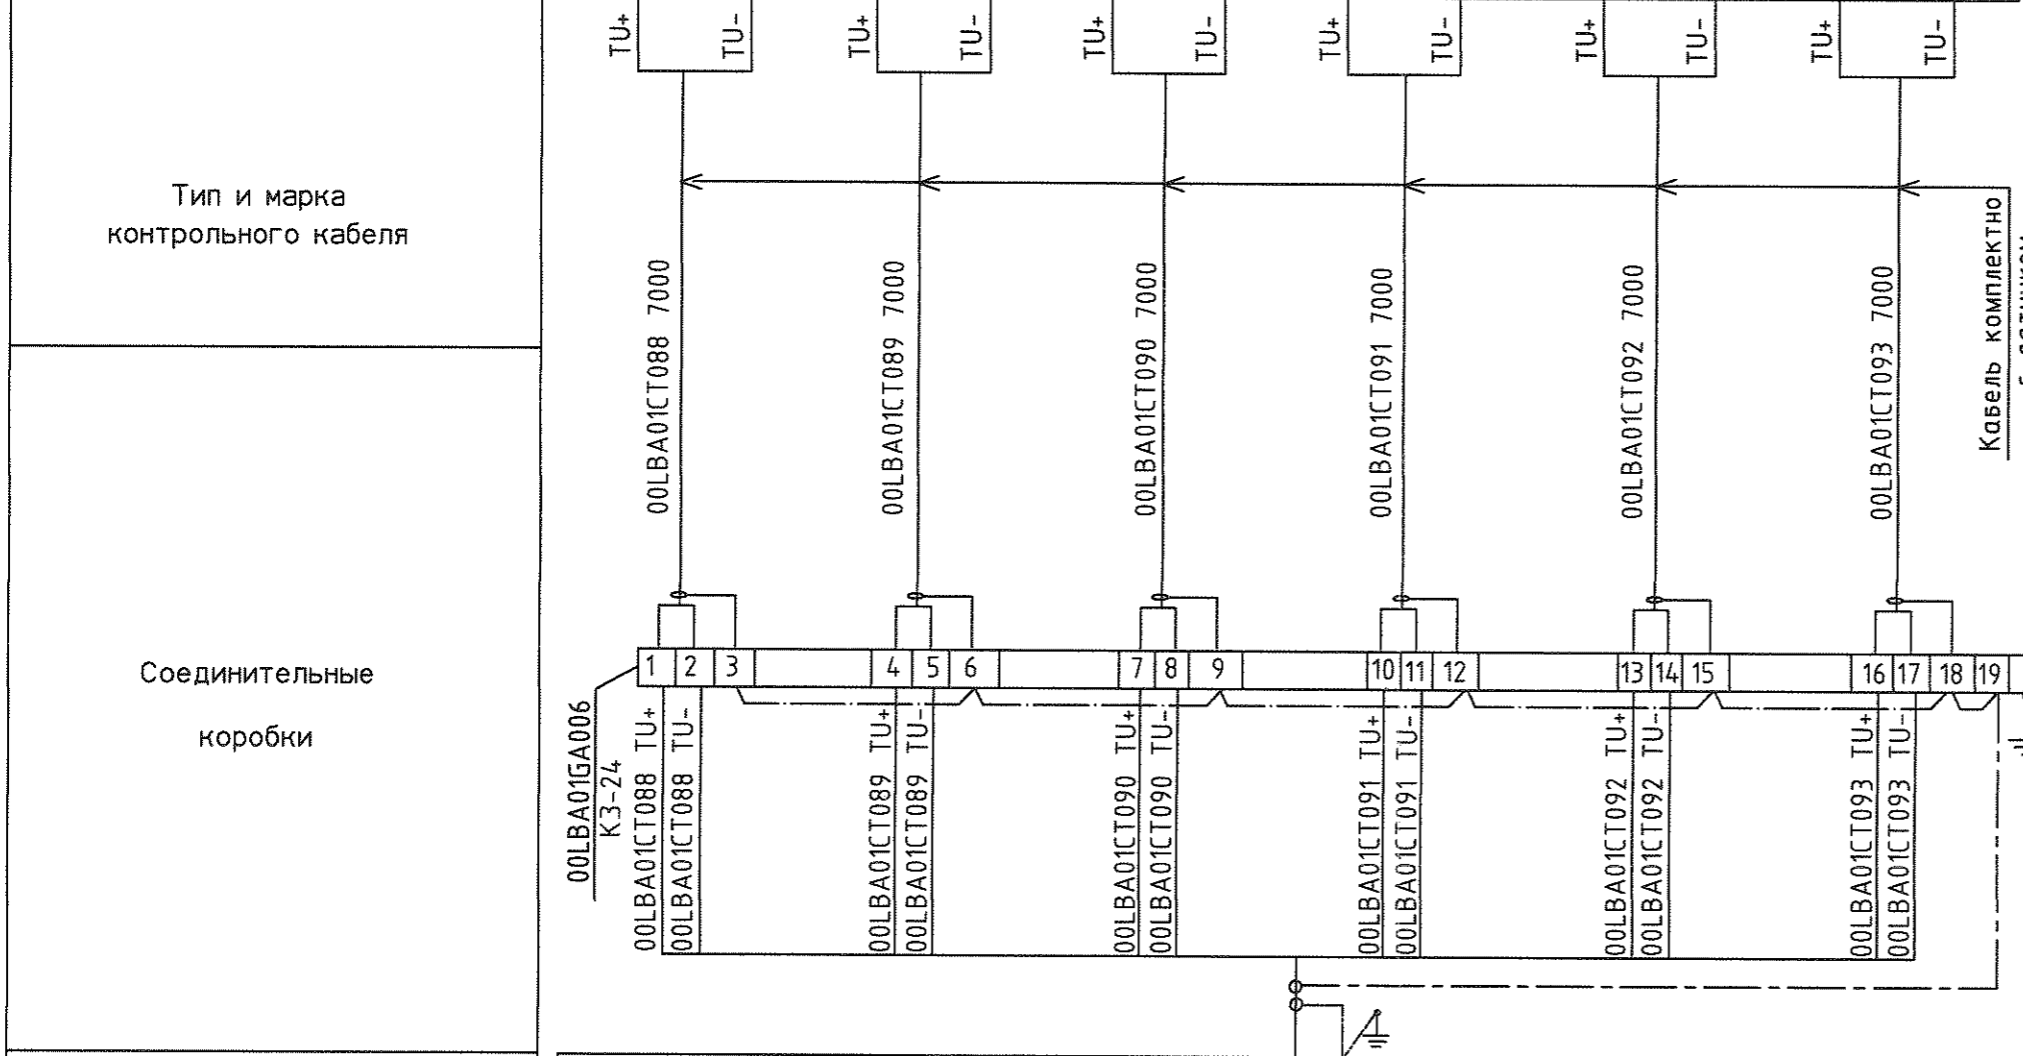 TU+
TU-
TU+
TU-
TU+
TU-
TU+
TU-
TU+
TU-
TU+
TU-
Тип и марка
контрольного кабеля
00LBA01CT088 7000
00LBA01CT089 7000
00LBA01CT090 7000
00LBA01CT091 7000
00LBA01CT092 7000
00LBA01CT093 7000
Кабель комплектно
Соединительные
коробки
00LBA01GA006
КЗ-24
1 2 3 4 5 6 7 8 9 10 11 12 13 14 15 16 17 18 19
00LBA01CT088 TU+
00LBA01CT088 TU-
00LBA01CT089 TU+
00LBA01CT089 TU-
00LBA01CT090 TU+
00LBA01CT090 TU-
00LBA01CT091 TU+
00LBA01CT091 TU-
00LBA01CT092 TU+
00LBA01CT092 TU-
00LBA01CT093 TU+
00LBA01CT093 TU-